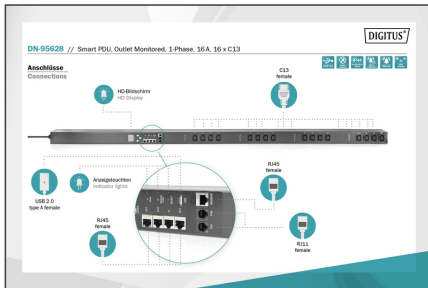 DIGITUS®
DN-95628 // Smart PDU, Outlet Monitored, 1-Phase, 16A, 16 x C13
Anschlüsse
Connections
C13
female
HD-Bildschirm
HD Display
USB 2.0
type A female
Anzeigeleuchten
Indicator lights
RJ45
female
RJ45
female
RJ11
female